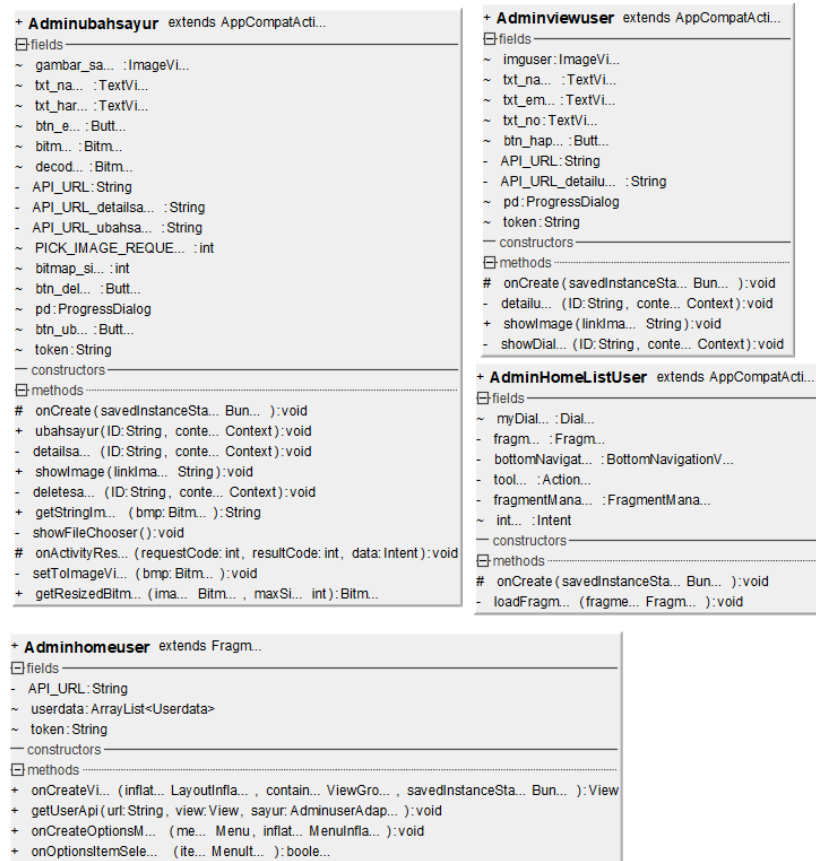 + Adminubahsayur extends AppCompatActi...
fields
~ gambar_sa... :ImageVi...
~ txt_na... :TextVi...
~ txt_har... :TextVi...
~ btn_e... :Butt...
~ bitm... :Bitm...
~ decod... :Bitm...
- API_URL:String
- API_URL_detailsa... :String
- API_URL_ubahsa... :String
~ PICK_IMAGE_REQUE... :int
~ bitmap_si... :int
~ btn_del... :Butt...
~ pd:ProgressDialog
~ btn_ub... :Butt...
~ token:String
constructors
methods
# onCreate(savedInstanceSta... Bun... ):void
+ ubahsayur(ID:String, conte... Context):void
- detailsa... (ID:String, conte... Context):void
+ showImage(linkIma... String):void
- deletesa... (ID:String, conte... Context):void
+ getStringIm... (bmp:Bitm... ):String
- showFileChooser():void
# onActivityRes... (requestCode:int, resultCode:int, data:Intent):void
- setToImageVi... (bmp:Bitm... ):void
+ getResizedBitm... (ima... Bitm... , maxSi... int):Bitm...
+ Adminviewuser extends AppCompatActi...
fields
~ imguser:ImageVi...
~ txt_na... :TextVi...
~ txt_em... :TextVi...
~ txt_no:TextVi...
~ btn_hap... :Butt...
- API_URL:String
- API_URL_detailu... :String
~ pd:ProgressDialog
~ token:String
constructors
methods
# onCreate(savedInstanceSta... Bun... ):void
- detailu... (ID:String, conte... Context):void
+ showImage(linkIma... String):void
- showDial... (ID:String, conte... Context):void
+ AdminHomeListUser extends AppCompatActi...
fields
~ myDial... :Dial...
- fragm... :Fragm...
- bottomNavigat... :BottomNavigationV...
- tool... :Action...
- fragmentMana... :FragmentMana...
~ int... :Intent
constructors
methods
# onCreate(savedInstanceSta... Bun... ):void
- loadFragm... (fragme... Fragm... ):void
+ Adminhomeuser extends Fragm...
fields
- API_URL:String
~ userdata:ArrayList<Userdata>
~ token:String
constructors
methods
+ onCreateVi... (inflat... LayoutInfla... , contain... ViewGro... , savedInstanceSta... Bun... ):View
+ getUserApi(url:String, view:View, sayur:AdminuserAdap... ):void
+ onCreateOptionsM... (me... Menu, inflat... MenuInfla... ):void
+ onOptionsItemSele... (ite... MenuIt... ):boole...